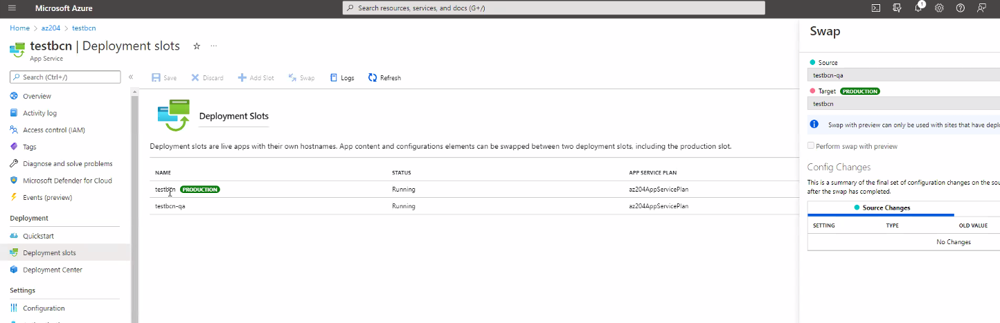 Microsoft Azure
Search resources, services, and docs (G+/)
1
Home > az204 > testbcn
testbcn | Deployment slots
App Service
Search (Ctrl+/)
Save
Discard
Add Slot
Swap
Logs
Refresh
Overview
Activity log
Access control (IAM)
Tags
Diagnose and solve problems
Microsoft Defender for Cloud
Events (preview)
Deployment
Quickstart
Deployment slots
Deployment Center
Settings
Configuration
Deployment Slots
Deployment slots are live apps with their own hostnames. App content and configurations elements can be swapped between two deployment slots, including the production slot.
NAME STATUS APP SERVICE PLAN
testbcn PRODUCTION Running az204AppServicePlan
testbcn-qa Running az204AppServicePlan
Swap
Source
testbcn-qa
Target PRODUCTION
testbcn
Swap with preview can only be used with sites that have
Perform swap with preview
Config Changes
This is a summary of the final set of configuration changes on the
after the swap has completed.
Source Changes
SETTING TYPE OLD VALUE
No Changes